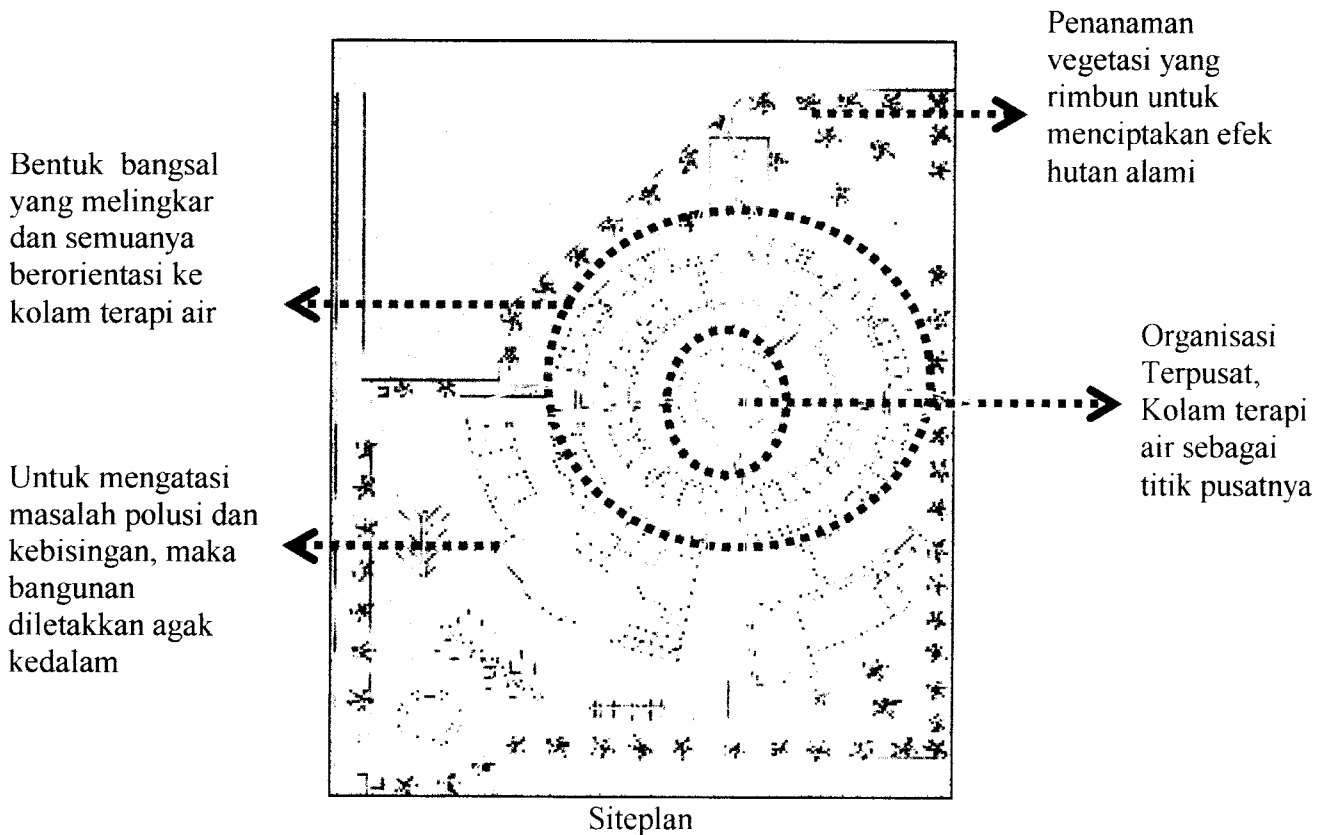 Penanaman
vegetasi yang
rimbun untuk
menciptakan efek
hutan alami
Bentuk bangsal
yang melingkar
dan semuanya
berorientasi ke
kolam terapi air
Organisasi
Terpusat,
Kolam terapi
air sebagai
titik pusatnya
Untuk mengatasi
masalah polusi dan
kebisingan, maka
bangunan
diletakkan agak
kedalam
Siteplan